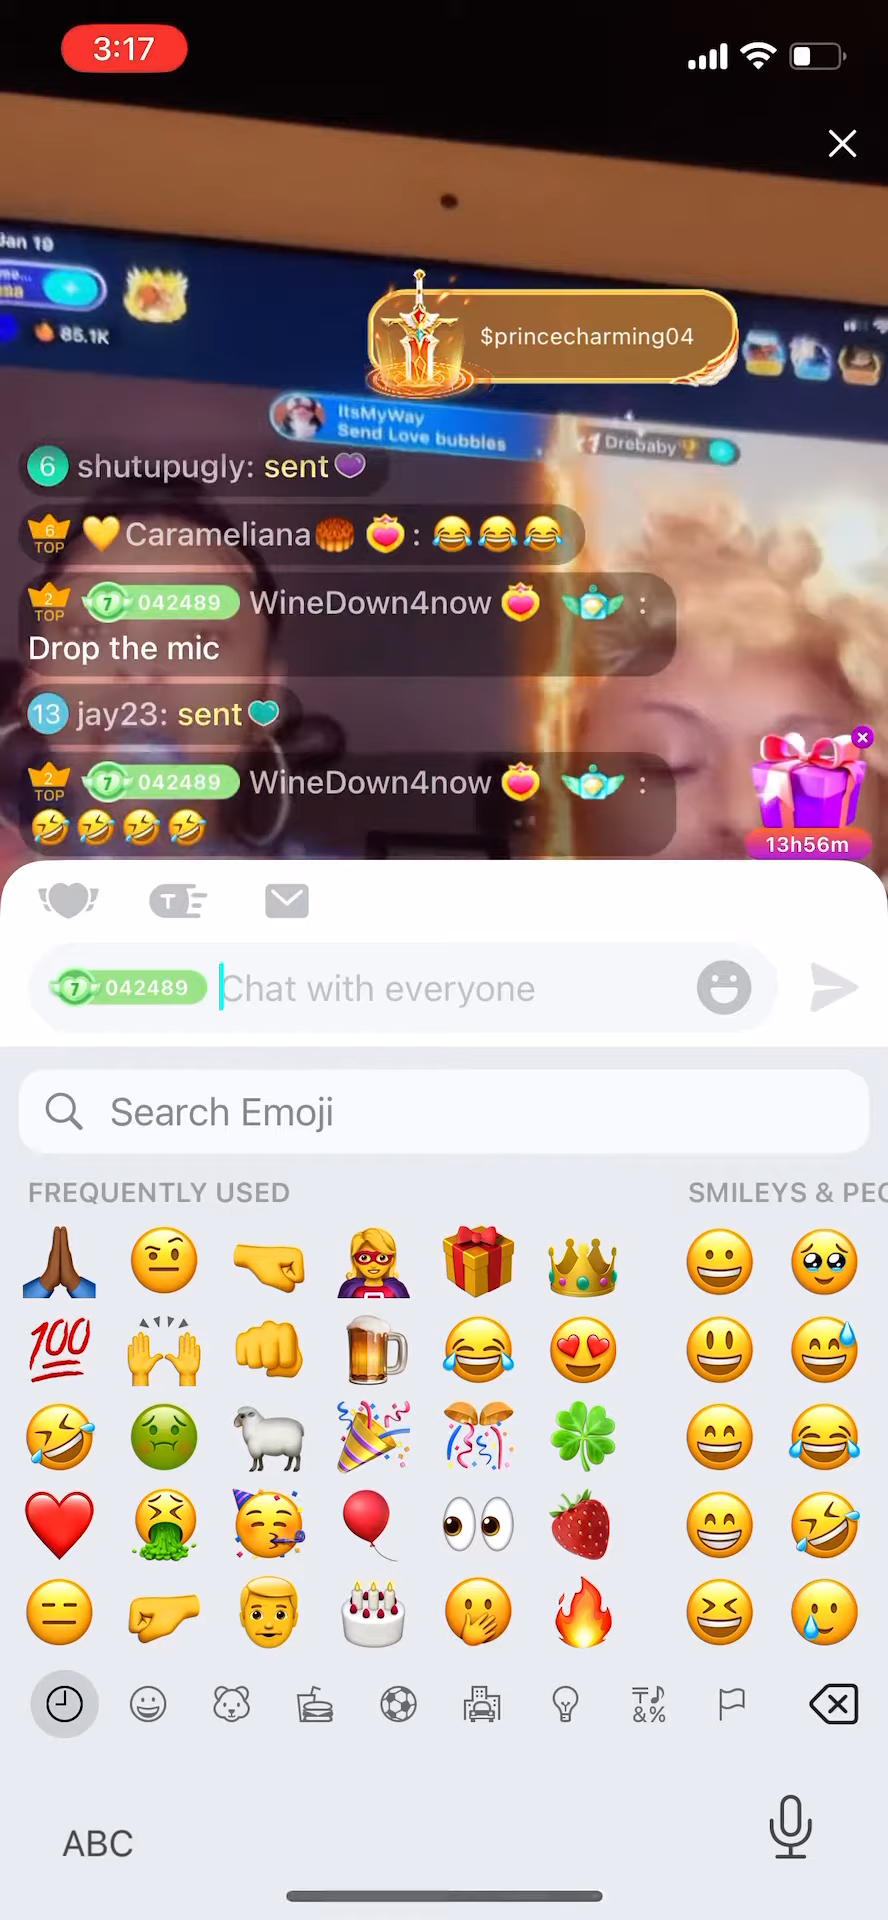 3:17
Jan 19
85.1K
$princecharming04
ItsMyWay
Send Love bubbles
Drebaby
6 shutupugly: sent
6 TOP Carameliana :
2 TOP 7 042489 WineDown4now :
Drop the mic
13 jay23: sent
2 TOP 7 042489 WineDown4now :
13h56m
T
7 042489 Chat with everyone
Search Emoji
FREQUENTLY USED SMILEYS & PEO
100
&%
ABC